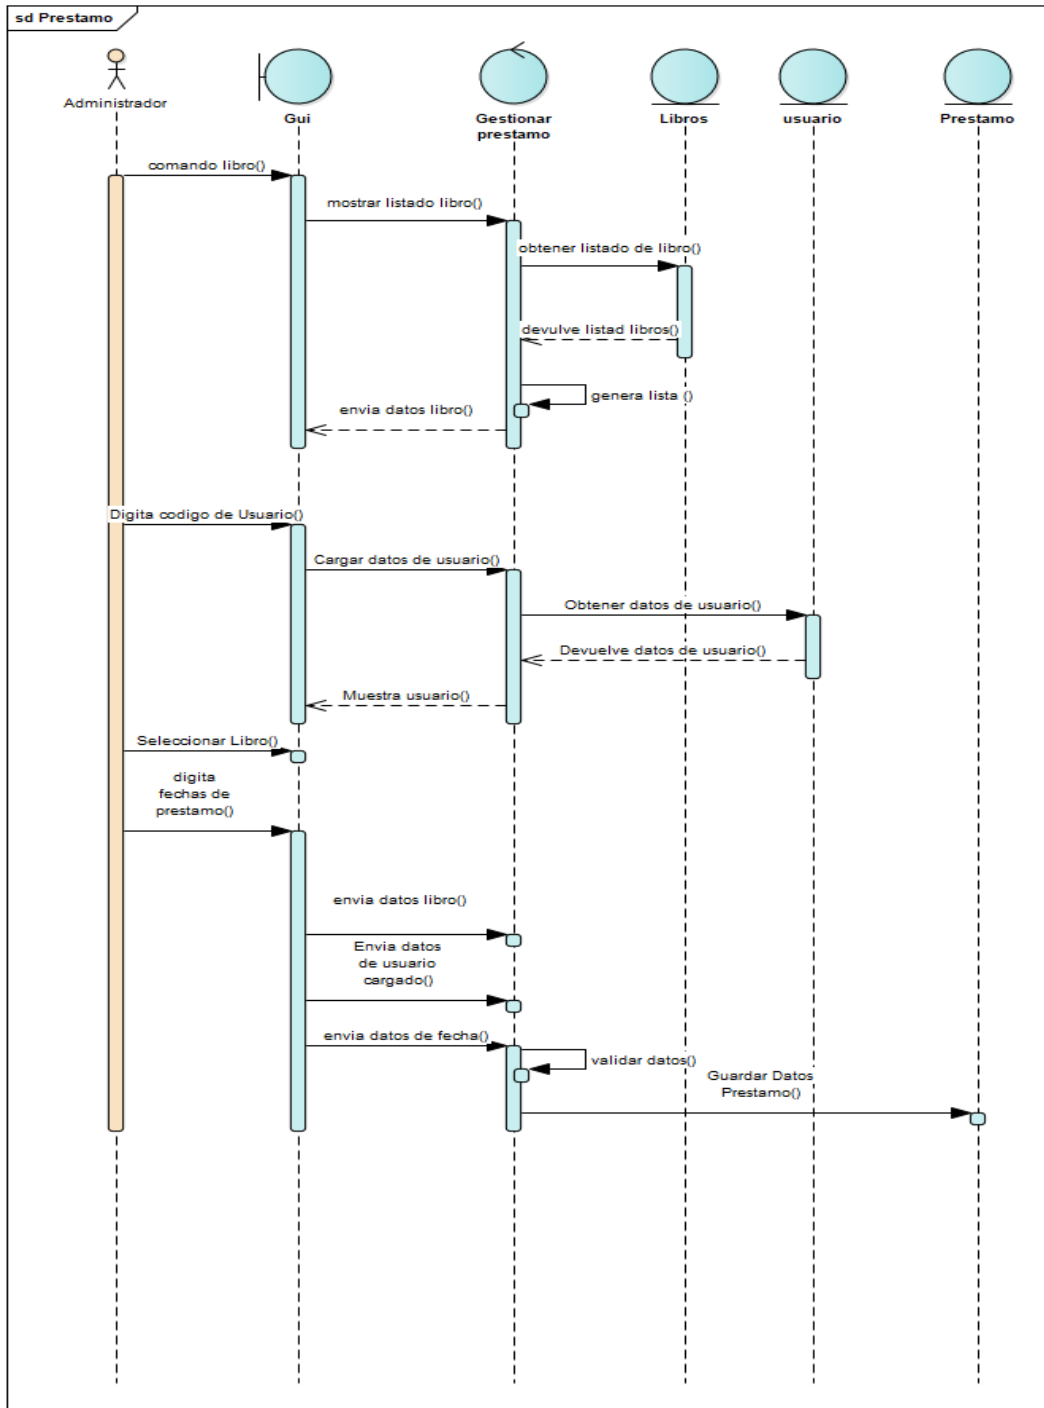 sd Prestamo
Administrador
Gui
Gestionar
prestamo
Libros
usuario
Prestamo
comando libro()
mostrar listado libro()
obtener listado de libro()
devulve listad libros()
genera lista ()
envia datos libro()
Digita codigo de Usuario()
Cargar datos de usuario()
Obtener datos de usuario()
Devuelve datos de usuario()
Muestra usuario()
Seleccionar Libro()
digita
fechas de
prestamo()
envia datos libro()
Envia datos
de usuario
cargado()
envia datos de fecha()
validar datos()
Guardar Datos
Prestamo()